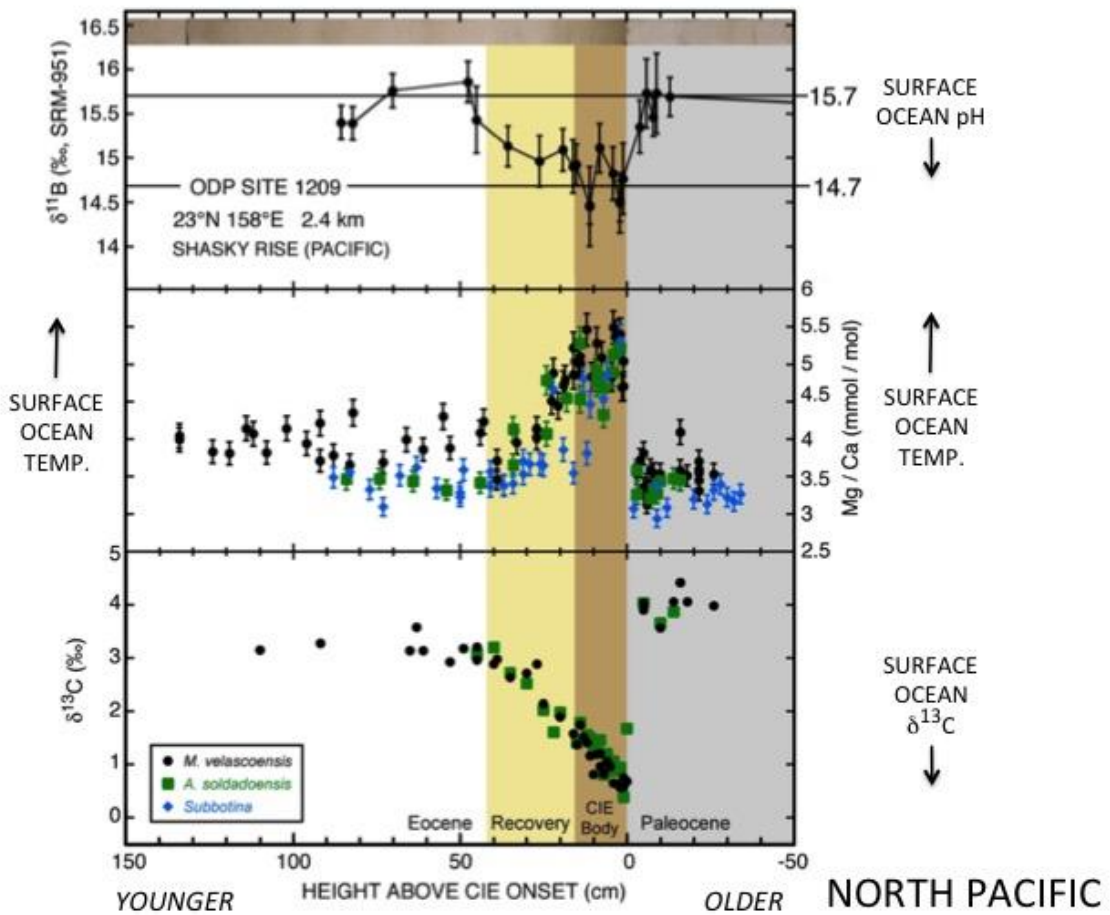 16.5
16
15.5
15
14.5
14
δ11B (‰, SRM-951)
15.7
14.7
ODP SITE 1209
23°N 158°E 2.4 km
SHASKY RISE (PACIFIC)
SURFACE
OCEAN pH
SURFACE
OCEAN
TEMP.
6
5.5
5
4.5
4
3.5
3
2.5
Mg / Ca (mmol / mol)
SURFACE
OCEAN
TEMP.
5
4
3
2
1
0
δ13C (‰)
M. velascoensis
A. soldadoensis
Subbotina
Eocene
Recovery
CIE
Body
Paleocene
SURFACE
OCEAN
δ13C
150
100
50
0
-50
YOUNGER
HEIGHT ABOVE CIE ONSET (cm)
OLDER
NORTH PACIFIC